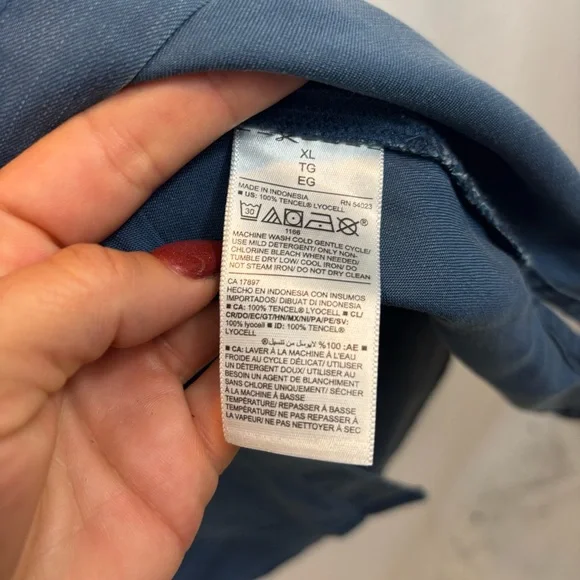 XL
TG
EG
MADE IN INDONESIA RN 54023
■ US: 100% TENCEL® LYOCELL
30
1166
MACHINE WASH COLD GENTLE CYCLE/
USE MILD DETERGENT/ ONLY NON-
CHLORINE BLEACH WHEN NEEDED/
TUMBLE DRY LOW/ COOL IRON/ DO
NOT STEAM IRON/ DO NOT DRY CLEAN
CA 17897
HECHO EN INDONESIA CON INSUMOS
IMPORTADOS/ DIBUAT DI INDONESIA
■ CA: 100% TENCEL® LYOCELL ■ CL/
CR/DO/EC/GT/HN/MX/NI/PA/PE/SV:
100% lyocell ■ ID: 100% TENCEL®
LYOCELL
■ CA: LAVER À LA MACHINE À L'EAU
FROIDE AU CYCLE DÉLICAT/ UTILISER
UN DÉTERGENT DOUX/ AU BESOIN UN AGENT DE BLANCHIMENT
SANS CHLORE UNIQUEMENT/ SÉCHER
À LA MACHINE À BASSE
TEMPÉRATURE/ REPASSER À BASSE
TEMPÉRATURE/ NE PAS REPASSER À
LA VAPEUR/ NE PAS NETTOYER À SEC